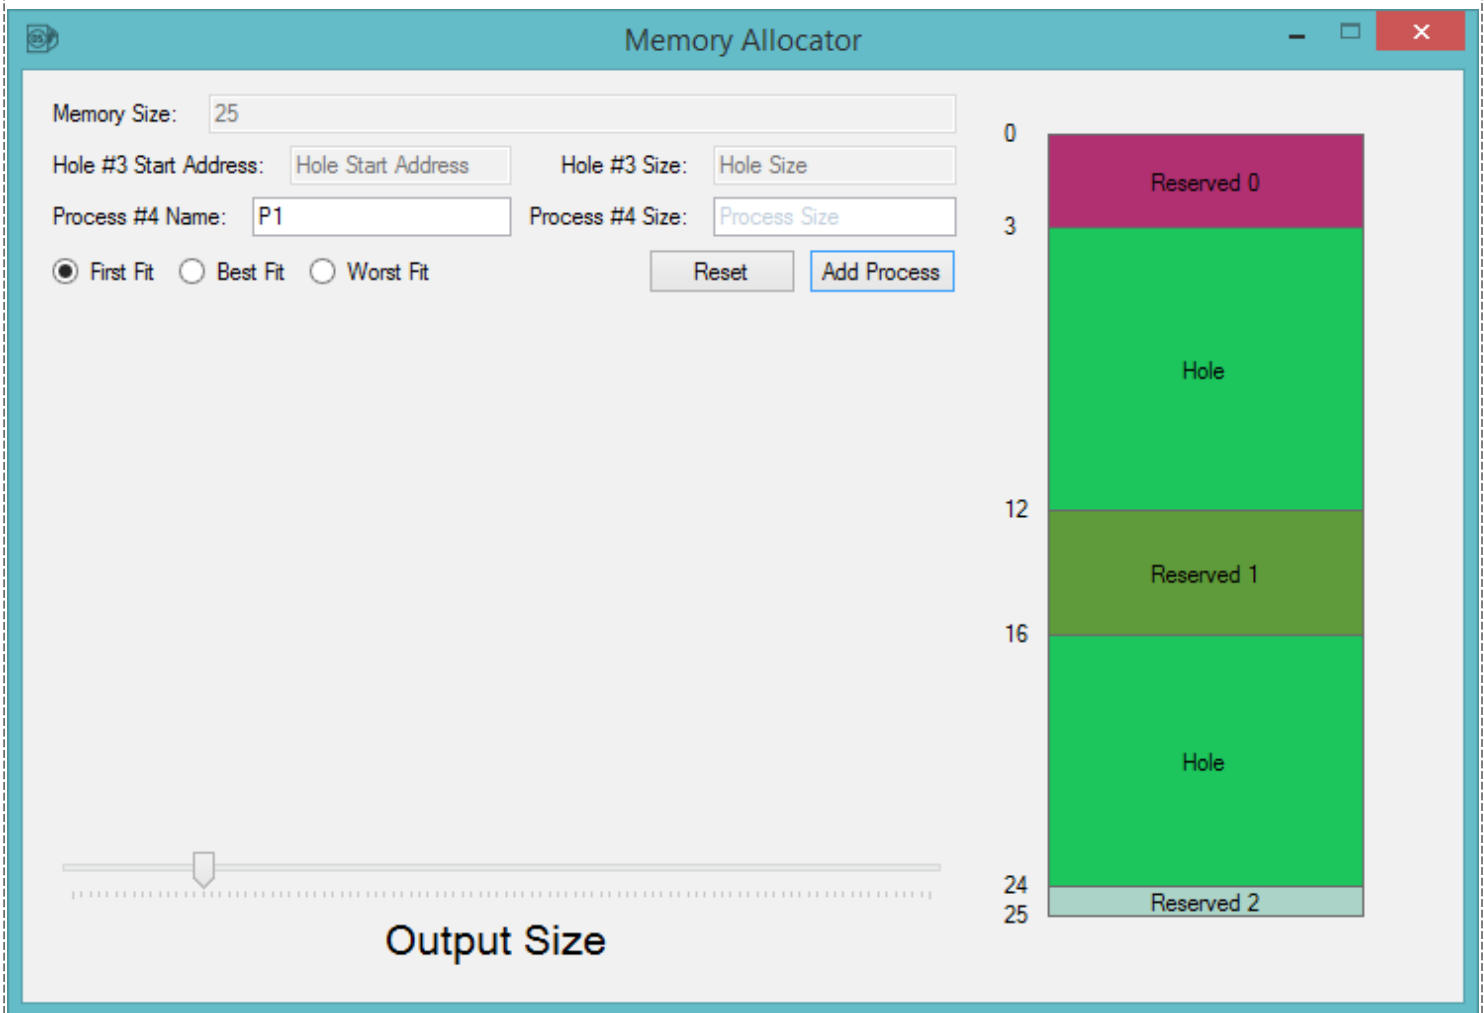 Memory Allocator
Memory Size: 25
Hole #3 Start Address: Hole Start Address Hole #3 Size: Hole Size
Process #4 Name: P1 Process #4 Size: Process Size
First Fit Best Fit Worst Fit Reset Add Process
Output Size
0
Reserved 0
3
Hole
12
Reserved 1
16
Hole
24
Reserved 2
25